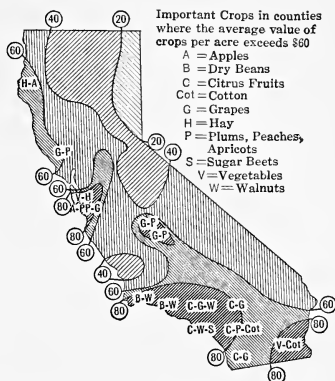 Important Crops in counties
where the average value of
crops per acre exceeds $60
A = Apples
B = Dry Beans
C = Citrus Fruits
Cot = Cotton
G = Grapes
H = Hay
P = Plums, Peaches,
Apricots
S = Sugar Beets
V = Vegetables
W = Walnuts
60
40
20
H-A
20
40
G-P
60
60
V-H
80
A-P
P-G
80
60
G-P
G-P
40
60
60
80
B-W
B-W
C-G-W
C-G
80
C-W-S
C-P-Cot
V-Cot
80
C-G
80